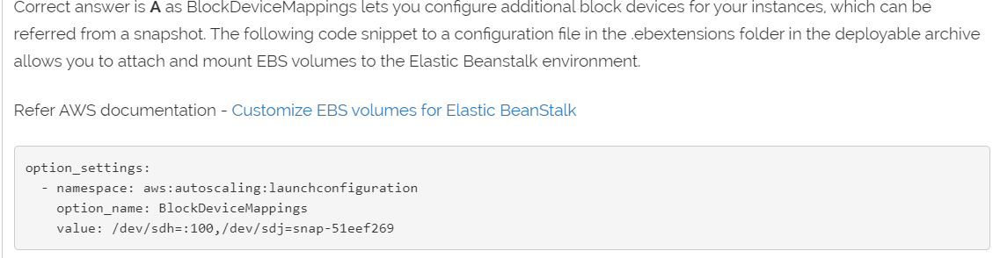 Correct answer is A as BlockDeviceMappings lets you configure additional block devices for your instances, which can be
referred from a snapshot. The following code snippet to a configuration file in the .ebextensions folder in the deployable archive
allows you to attach and mount EBS volumes to the Elastic Beanstalk environment.
Refer AWS documentation - Customize EBS volumes for Elastic BeanStalk
option_settings:
  - namespace: aws:autoscaling:launchconfiguration
    option_name: BlockDeviceMappings
    value: /dev/sdh=:100,/dev/sdj=snap-51eef269